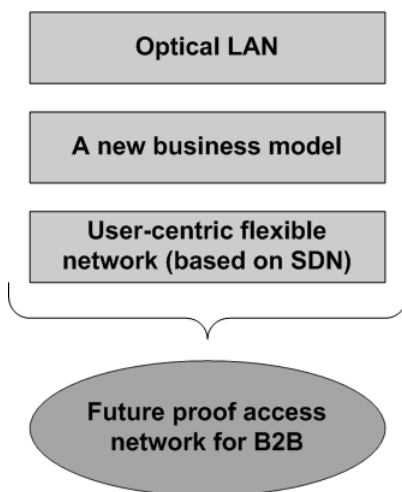 Optical LAN
A new business model
User-centric flexible
network (based on SDN)
Future proof access
network for B2B